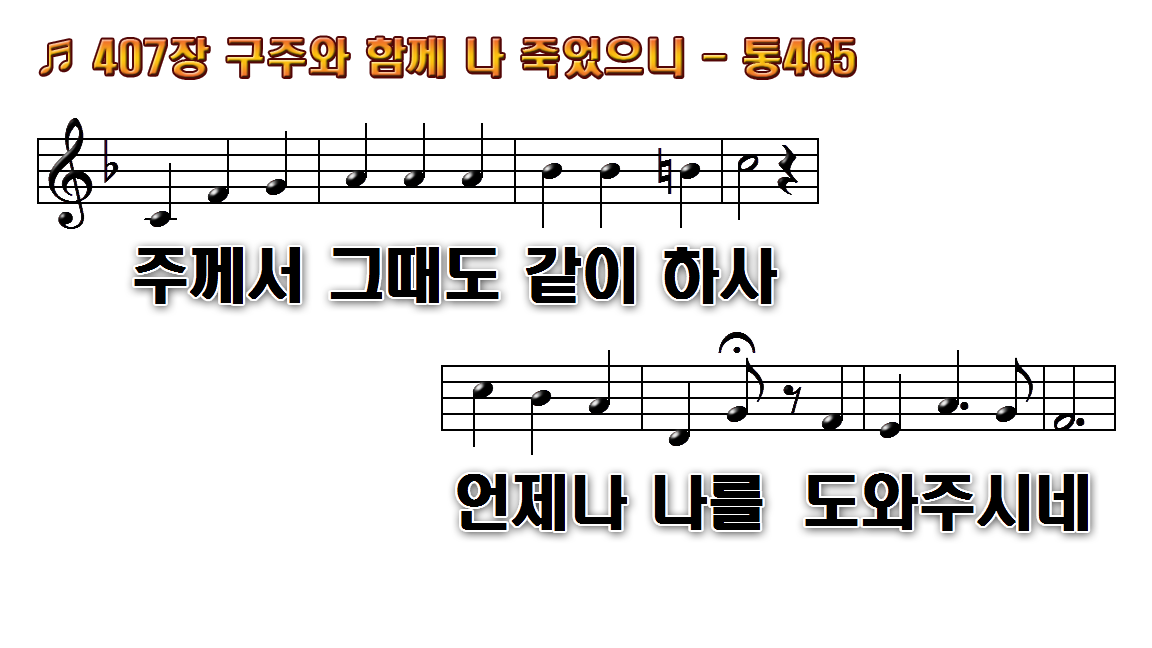 ♬ 407장 구주와 함께 나 죽었으니 - 통465
주께서 그때도 같이 하사
언제나 나를 도와주시네